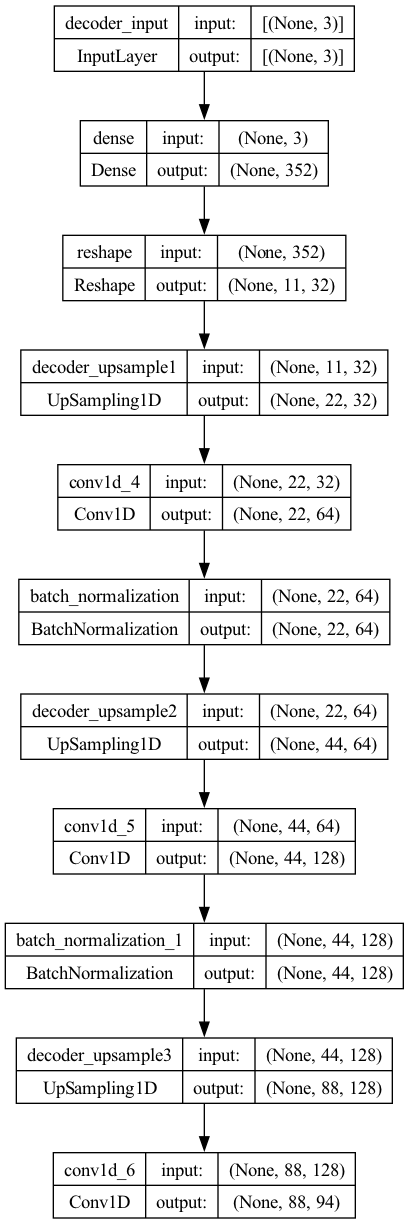 decoder_input input: [(None, 3)]
InputLayer output: [(None, 3)]
dense input: (None, 3)
Dense output: (None, 352)
reshape input: (None, 352)
Reshape output: (None, 11, 32)
decoder_upsample1 input: (None, 11, 32)
UpSampling1D output: (None, 22, 32)
conv1d_4 input: (None, 22, 32)
Conv1D output: (None, 22, 64)
batch_normalization input: (None, 22, 64)
BatchNormalization output: (None, 22, 64)
decoder_upsample2 input: (None, 22, 64)
UpSampling1D output: (None, 44, 64)
conv1d_5 input: (None, 44, 64)
Conv1D output: (None, 44, 128)
batch_normalization_1 input: (None, 44, 128)
BatchNormalization output: (None, 44, 128)
decoder_upsample3 input: (None, 44, 128)
UpSampling1D output: (None, 88, 128)
conv1d_6 input: (None, 88, 128)
Conv1D output: (None, 88, 94)